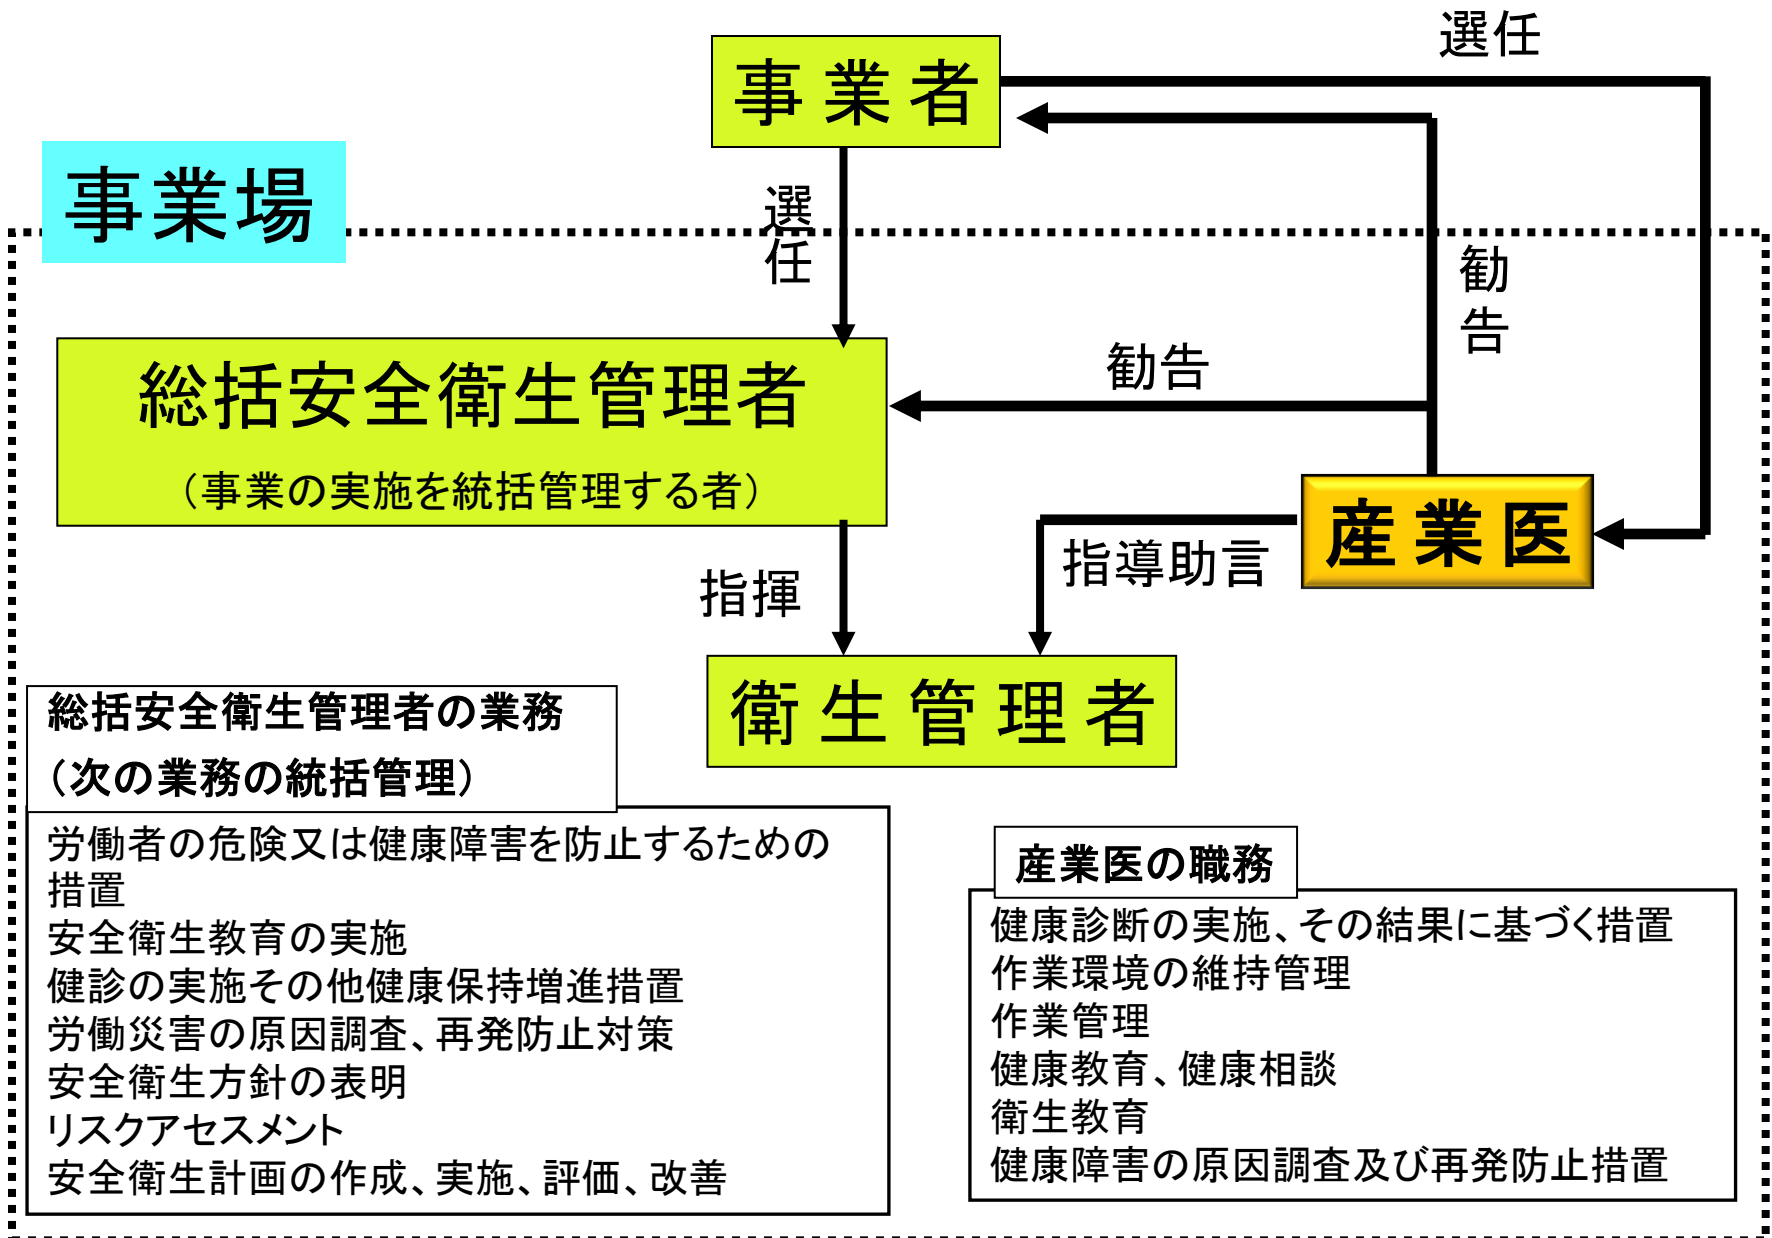 選任
事業者
事業場
選任
勧告
勧告
総括安全衛生管理者
（事業の実施を統括管理する者）
産業医
指導助言
指揮
衛生管理者
総括安全衛生管理者の業務
（次の業務の統括管理）
労働者の危険又は健康障害を防止するための
措置
安全衛生教育の実施
健診の実施その他健康保持増進措置
労働災害の原因調査、再発防止対策
安全衛生方針の表明
リスクアセスメント
安全衛生計画の作成、実施、評価、改善
産業医の職務
健康診断の実施、その結果に基づく措置
作業環境の維持管理
作業管理
健康教育、健康相談
衛生教育
健康障害の原因調査及び再発防止措置